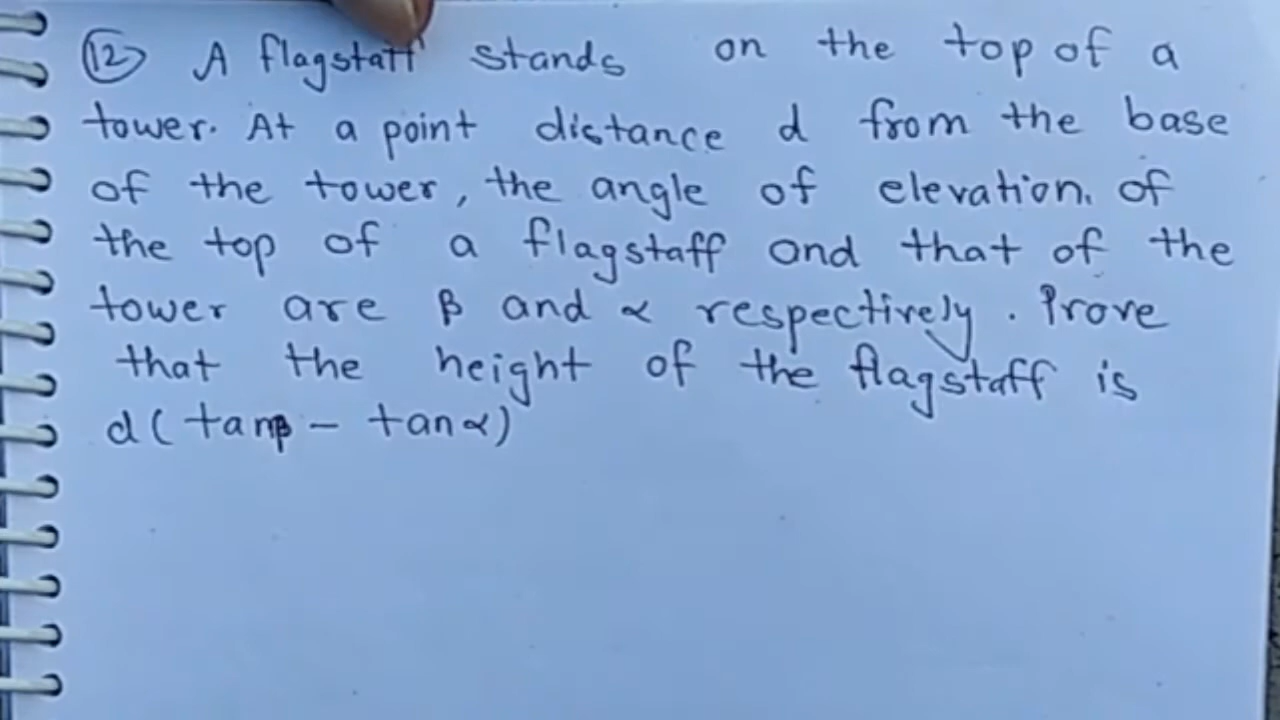 (12) A flagstaff stands on the top of a
tower. At a point distance d from the base
of the tower, the angle of elevation. of
the top of a flagstaff and that of the
tower are β and α respectively. Prove
that the height of the flagstaff is
d(tanβ - tanα)